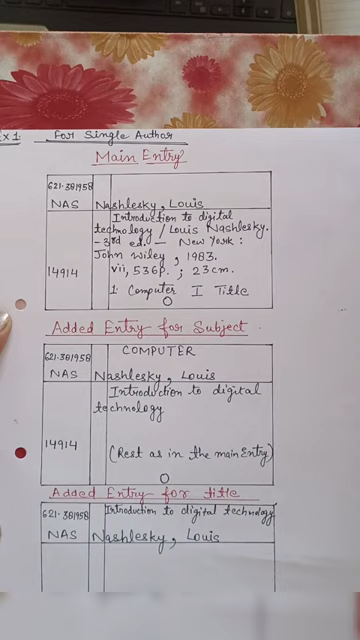 Ex 1. For Single Author
Main Entry
621.381958
NAS Nashlesky, Louis
Introduction to digital
technology / Louis Nashlesky.
-3rd ed. - New York :
John Wiley, 1983.
14914 vii, 536p. ; 23cm.
1. Computer I Title
Added Entry for Subject
621.381958 COMPUTER
NAS Nashlesky, Louis
Introduction to digital
technology
14914 (Rest as in the main Entry)
Added Entry for title
621.381958 Introduction to digital technology
NAS Nashlesky, Louis